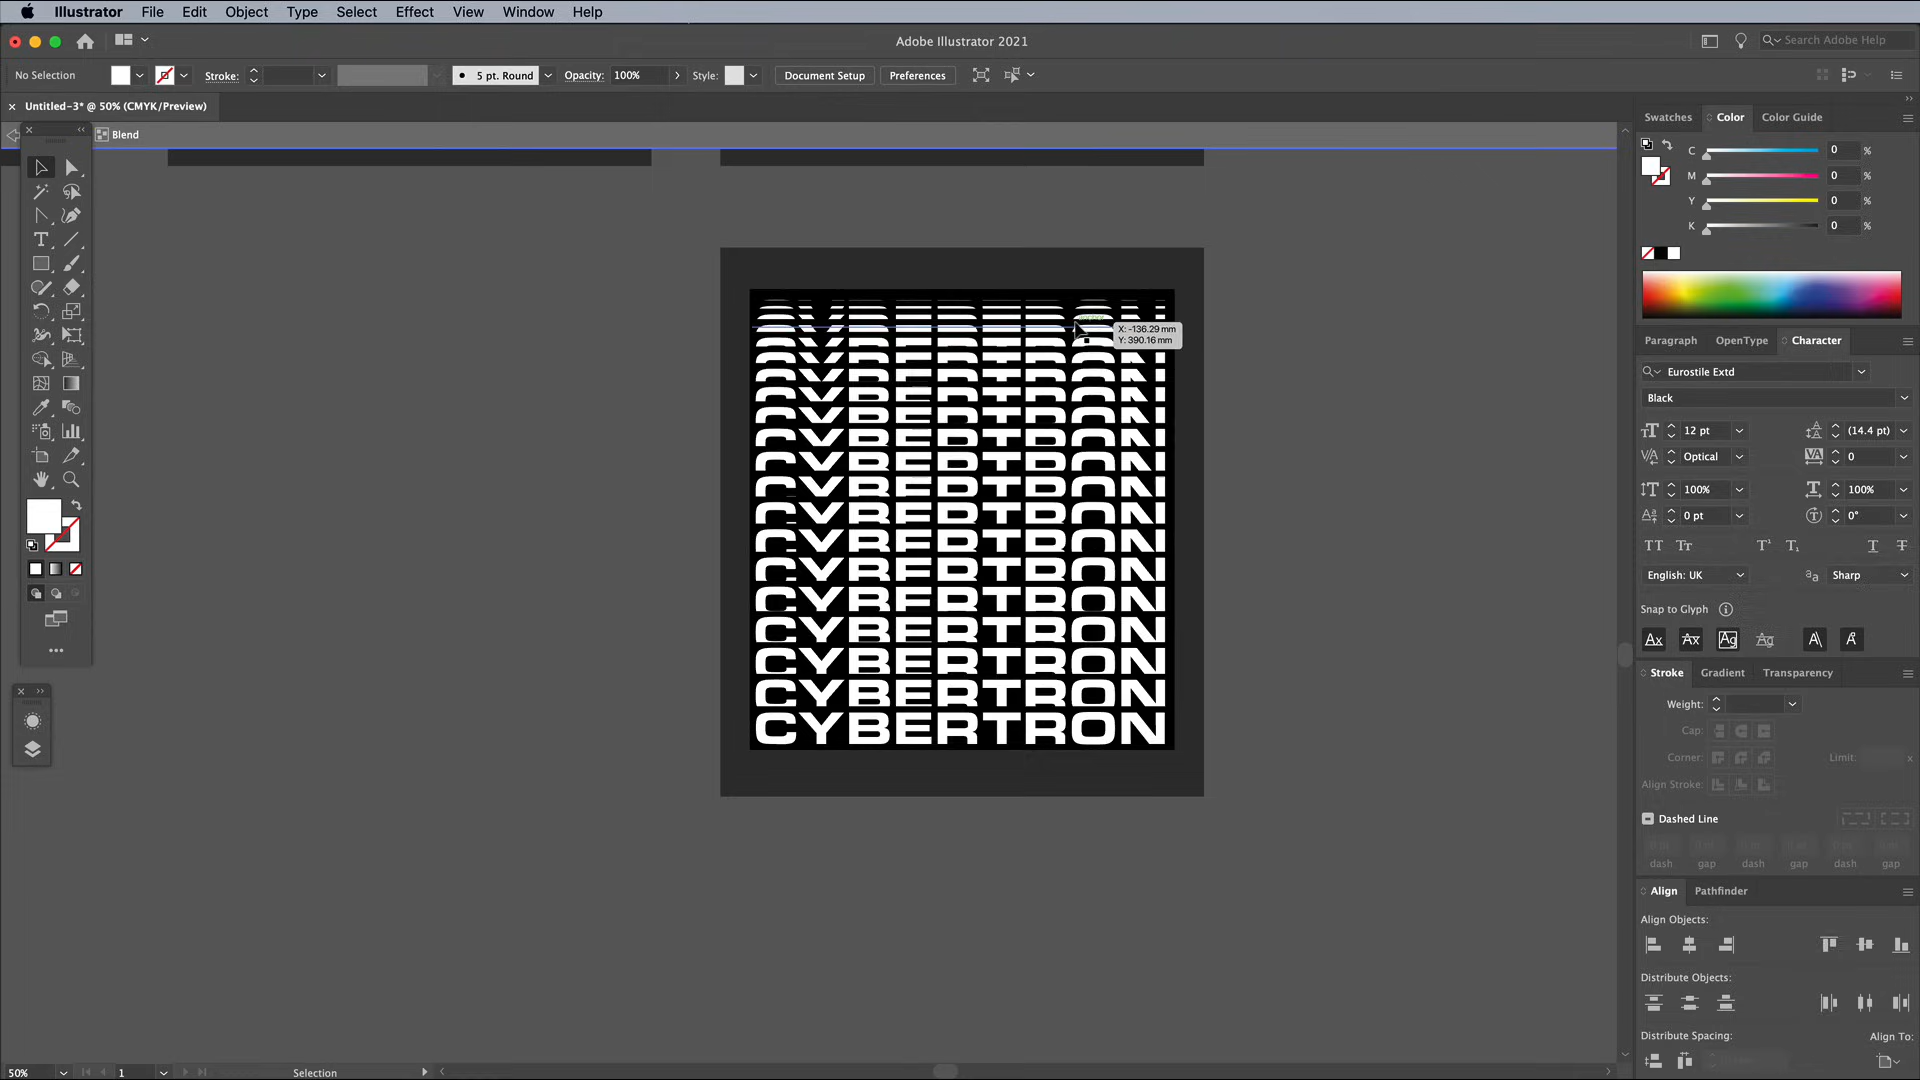 Illustrator File Edit Object Type Select Effect View Window Help
Adobe Illustrator 2021
Search Adobe Help
No Selection Stroke: 5 pt. Round Opacity: 100% Style: Document Setup Preferences
Untitled-3* @ 50% (CMYK/Preview)
Blend
Swatches Color Color Guide
C 0 %
M 0 %
Y 0 %
K 0 %
X: -136.29 mm
Y: 390.16 mm
Paragraph OpenType Character
Eurostile Extd
Black
12 pt (14.4 pt)
Optical 0
100% 100%
0 pt 0°
English: UK Sharp
Snap to Glyph
Stroke Gradient Transparency
Weight:
Cap:
Corner: Limit: x
Align Stroke:
Dashed Line
dash gap dash gap dash gap
Align Pathfinder
Align Objects:
Distribute Objects:
Distribute Spacing: Align To:
CYBERTRON
CYBERTRON
CYBERTRON
CYBERTRON
CYBERTRON
50% 1 Selection